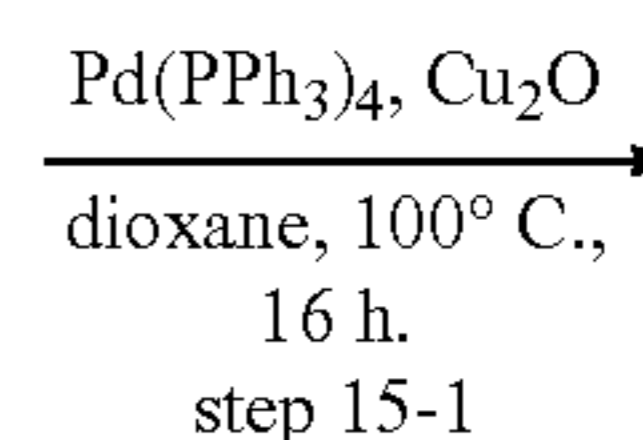 Pd(PPh3)4, Cu2O
dioxane, 100° C.,
16 h.
step 15-1